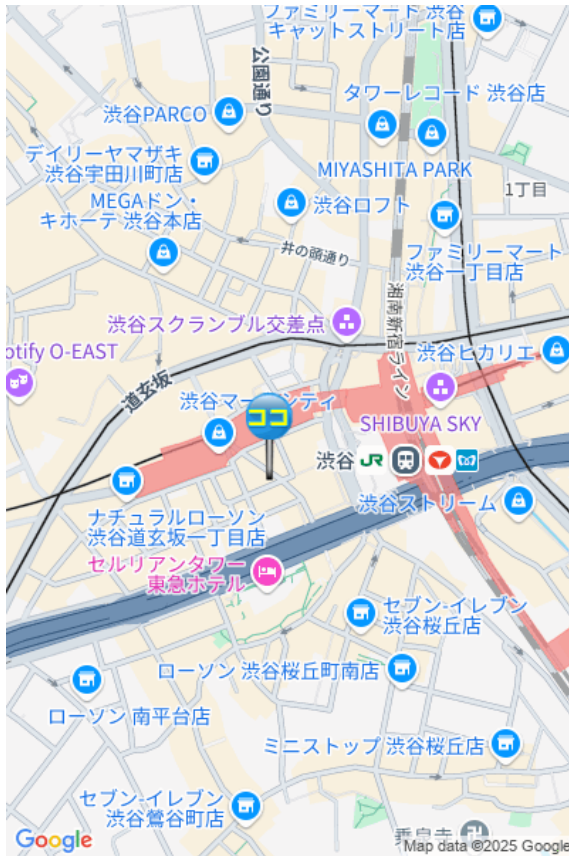 ファミリーマート 渋谷
キャットストリート店
公園通り
タワーレコード 渋谷店
渋谷PARCO
デイリーヤマザキ
渋谷宇田川町店
MIYASHITA PARK
1丁目
MEGAドン・
キホーテ 渋谷本店
渋谷ロフト
井の頭通り
ファミリーマート
渋谷一丁目店
湘南新宿ライン
渋谷スクランブル交差点
渋谷ヒカリエ
otify O-EAST
道玄坂
渋谷マー
ティ
ココ
SHIBUYA SKY
渋谷 JR
渋谷ストリーム
ナチュラルローソン
渋谷道玄坂一丁目店
セルリアンタワー
東急ホテル
セブン-イレブン
渋谷桜丘店
ローソン 渋谷桜丘町南店
ローソン 南平台店
ミニストップ 渋谷桜丘店
セブン-イレブン
渋谷鶯谷町店
乗泉寺
Google
Map data ©2025 Google